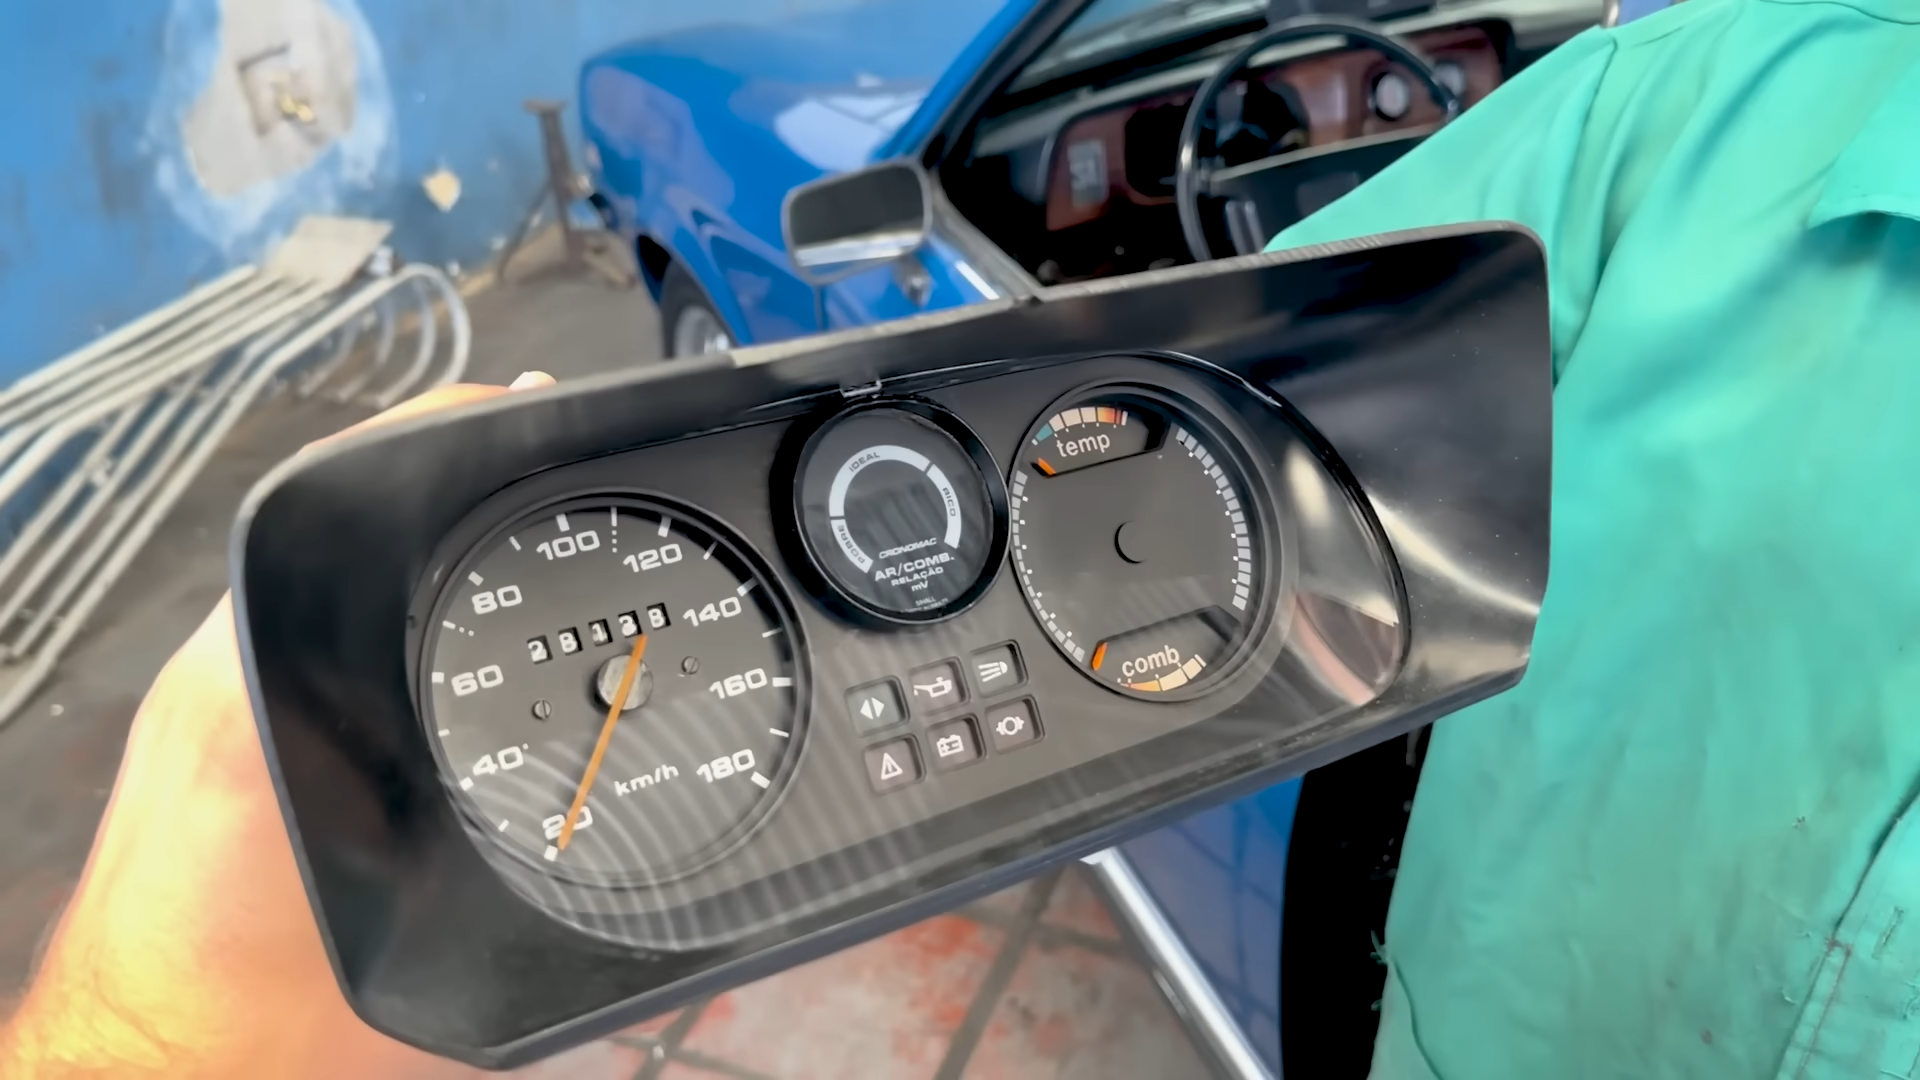 100
120
80
140
28138
60
160
40
180
km/h
20
IDEAL
RICO
POBRE
CRONOMAC
AR/COMB.
RELAÇÃO
mV
temp
comb